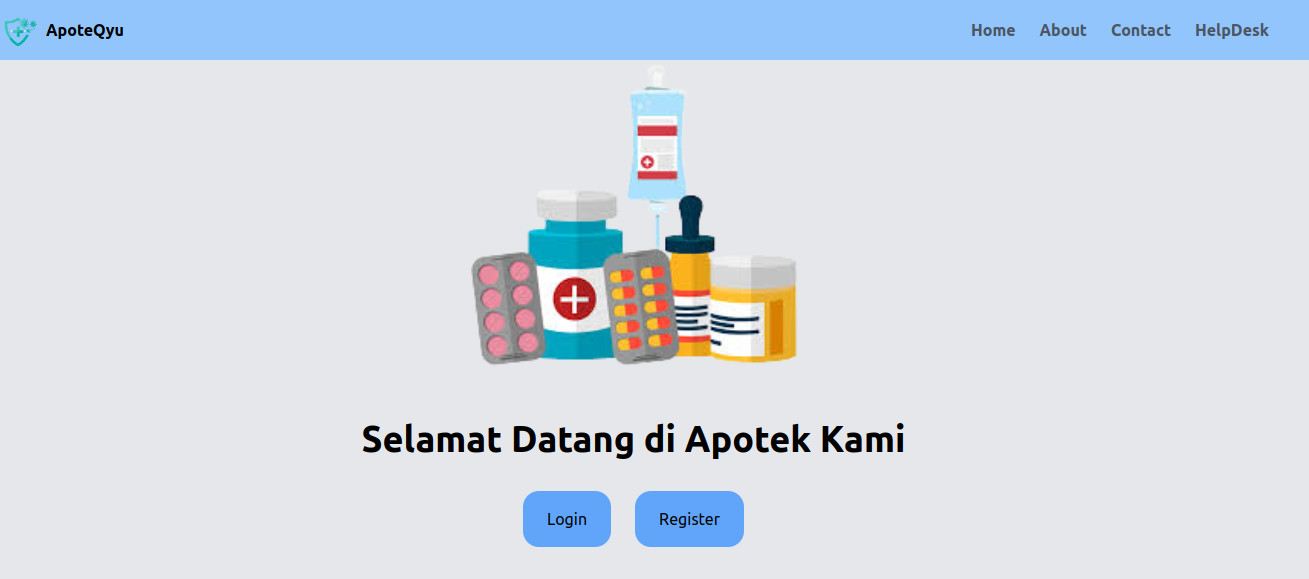 ApoteQyu
Home About Contact HelpDesk
Selamat Datang di Apotek Kami
Login Register